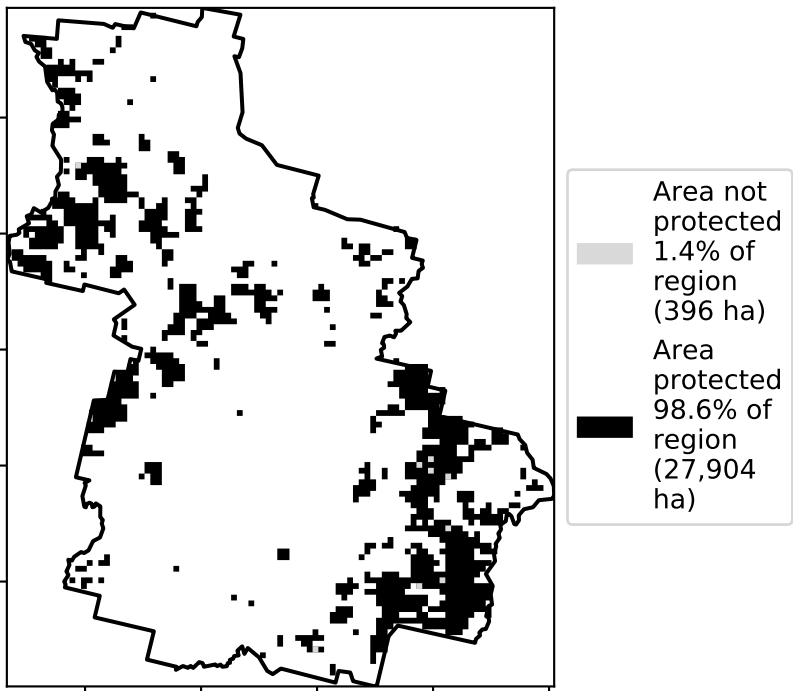 Area not
protected
1.4% of
region
(396 ha)
Area
protected
98.6% of
region
(27,904
ha)